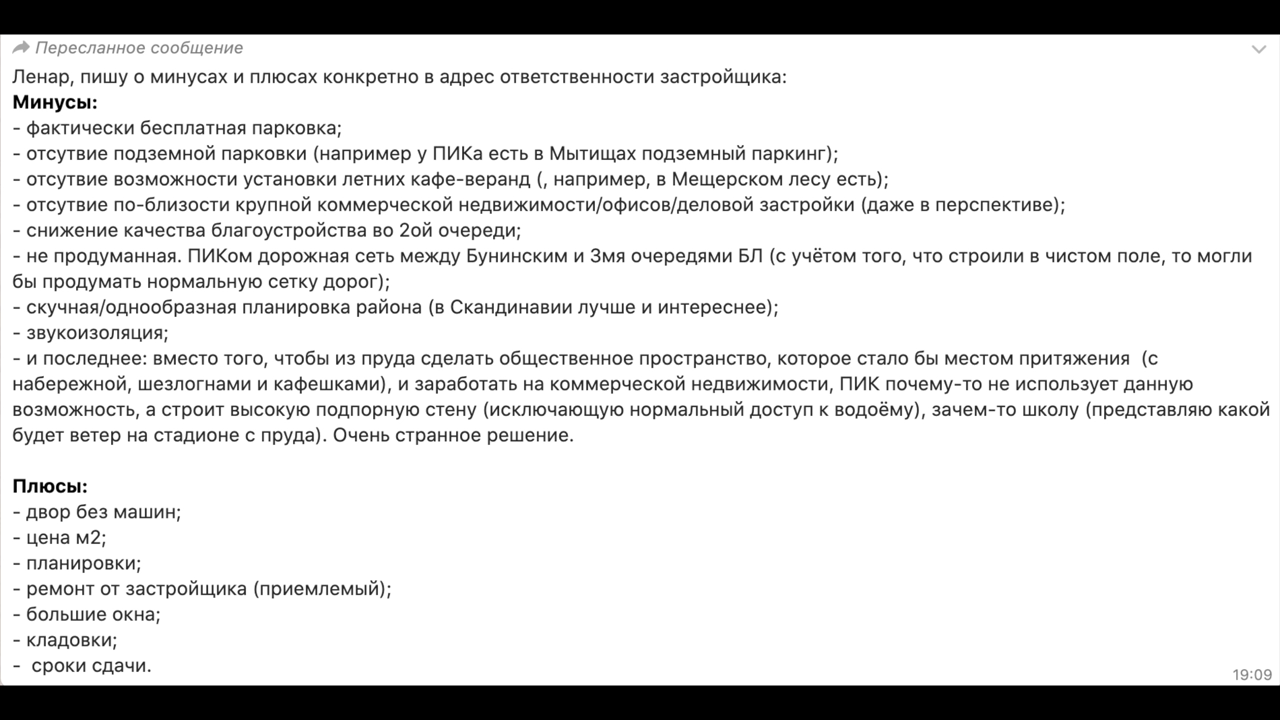 Пересланное сообщение
Ленар, пишу о минусах и плюсах конкретно в адрес ответственности застройщика:
Минусы:
- фактически бесплатная парковка;
- отсутвие подземной парковки (например у ПИКа есть в Мытищах подземный паркинг);
- отсутвие возможности установки летних кафе-веранд (, например, в Мещерском лесу есть);
- отсутвие по-близости крупной коммерческой недвижимости/офисов/деловой застройки (даже в перспективе);
- снижение качества благоустройства во 2ой очереди;
- не продуманная. ПИКом дорожная сеть между Бунинским и 3мя очередями БЛ (с учётом того, что строили в чистом поле, то могли
бы продумать нормальную сетку дорог);
- скучная/однообразная планировка района (в Скандинавии лучше и интереснее);
- звукоизоляция;
- и последнее: вместо того, чтобы из пруда сделать общественное пространство, которое стало бы местом притяжения  (с
набережной, шезлогнами и кафешками), и заработать на коммерческой недвижимости, ПИК почему-то не использует данную
возможность, а строит высокую подпорную стену (исключающую нормальный доступ к водоёму), зачем-то школу (представляю какой
будет ветер на стадионе с пруда). Очень странное решение.
Плюсы:
- двор без машин;
- цена м2;
- планировки;
- ремонт от застройщика (приемлемый);
- большие окна;
- кладовки;
-  сроки сдачи.
19:09